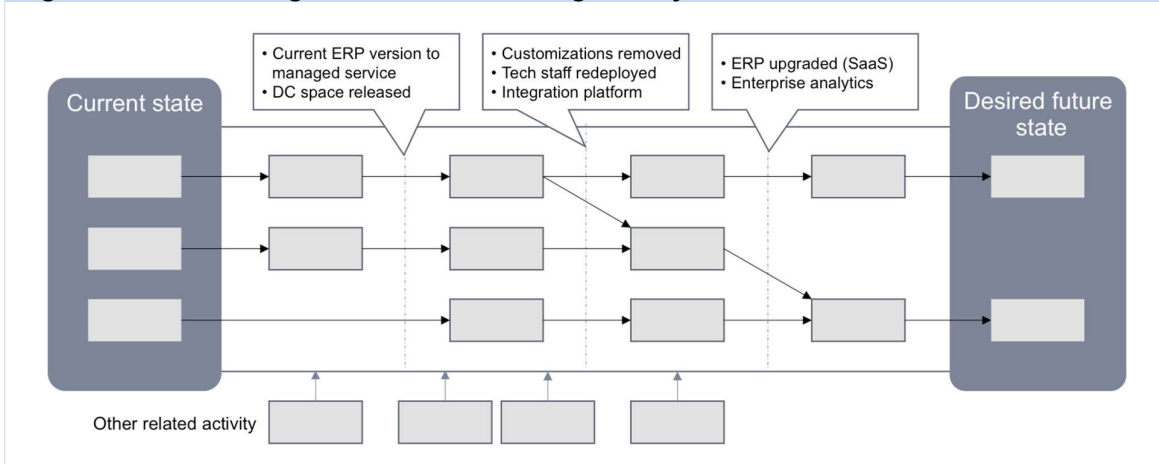 • Current ERP version to
managed service
• DC space released
• Customizations removed
• Tech staff redeployed
• Integration platform
• ERP upgraded (SaaS)
• Enterprise analytics
Current state
Desired future
state
Other related activity